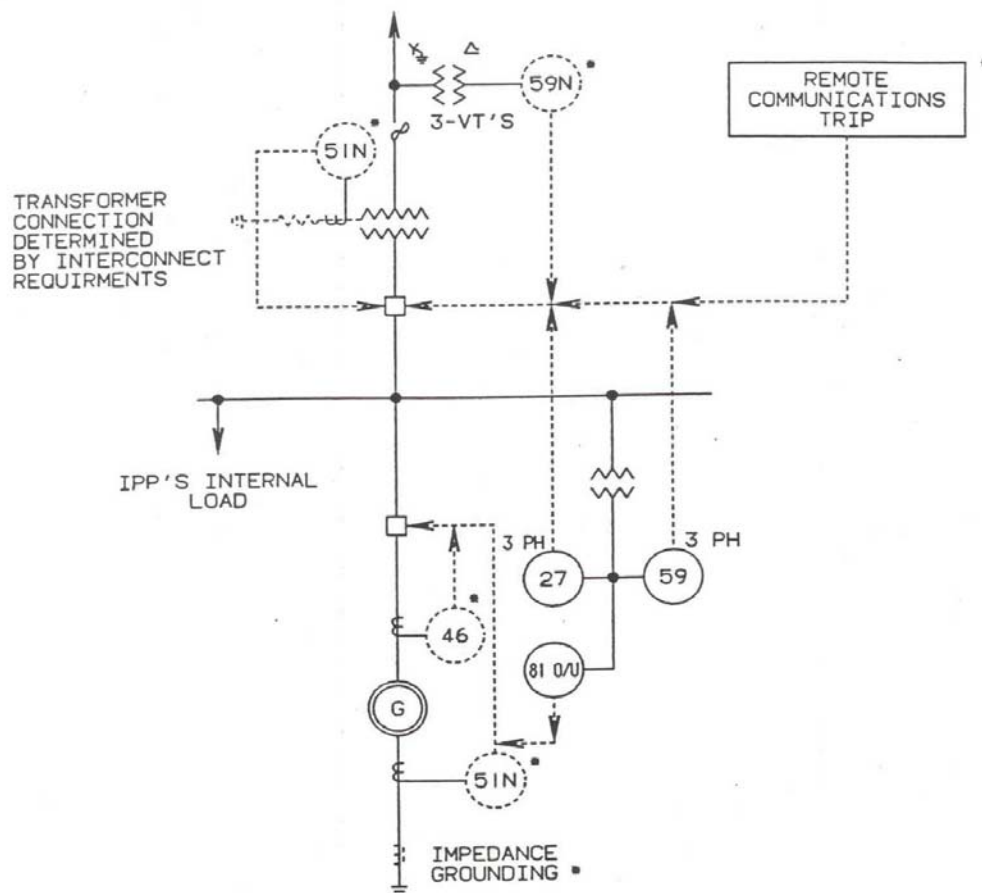 59N
3-VT'S
REMOTE
COMMUNICATIONS
TRIP
51N
TRANSFORMER
CONNECTION
DETERMINED
BY INTERCONNECT
REQUIRMENTS
IPP'S INTERNAL
LOAD
3 PH
27
3 PH
59
46
81 O/U
G
51N
IMPEDANCE
GROUNDING